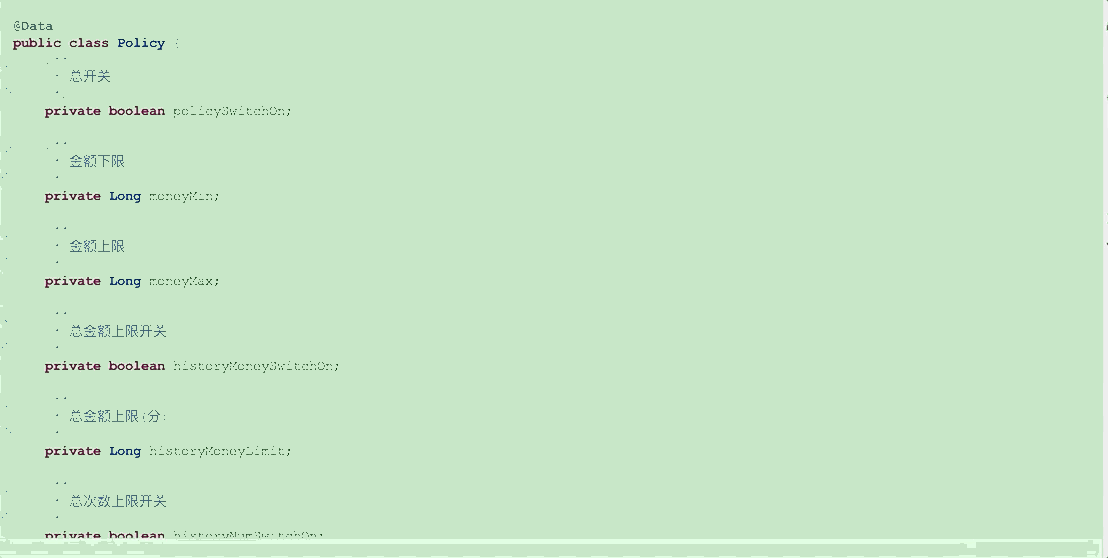 @Data
public class Policy {
/**
* 总开关
*/
private boolean policySwitchOn;
/**
* 金额下限
*/
private Long moneyMin;
/**
* 金额上限
*/
private Long moneyMax;
/**
* 总金额上限开关
*/
private boolean historyMoneySwitchOn;
/**
* 总金额上限(分)
*/
private Long historyMoneyLimit;
/**
* 总次数上限开关
*/
private boolean historyNumSwitchOn;